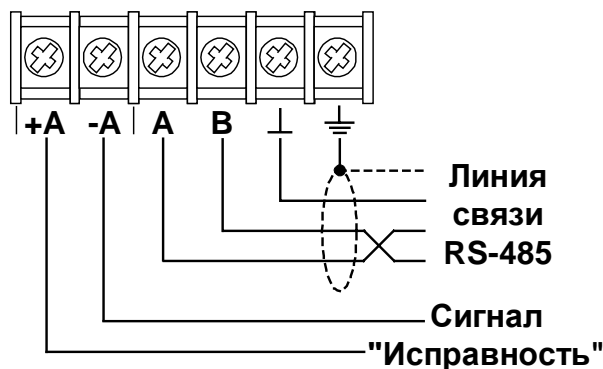 +A -A A B ⊥
Линия
связи
RS-485
Сигнал
"Исправность"